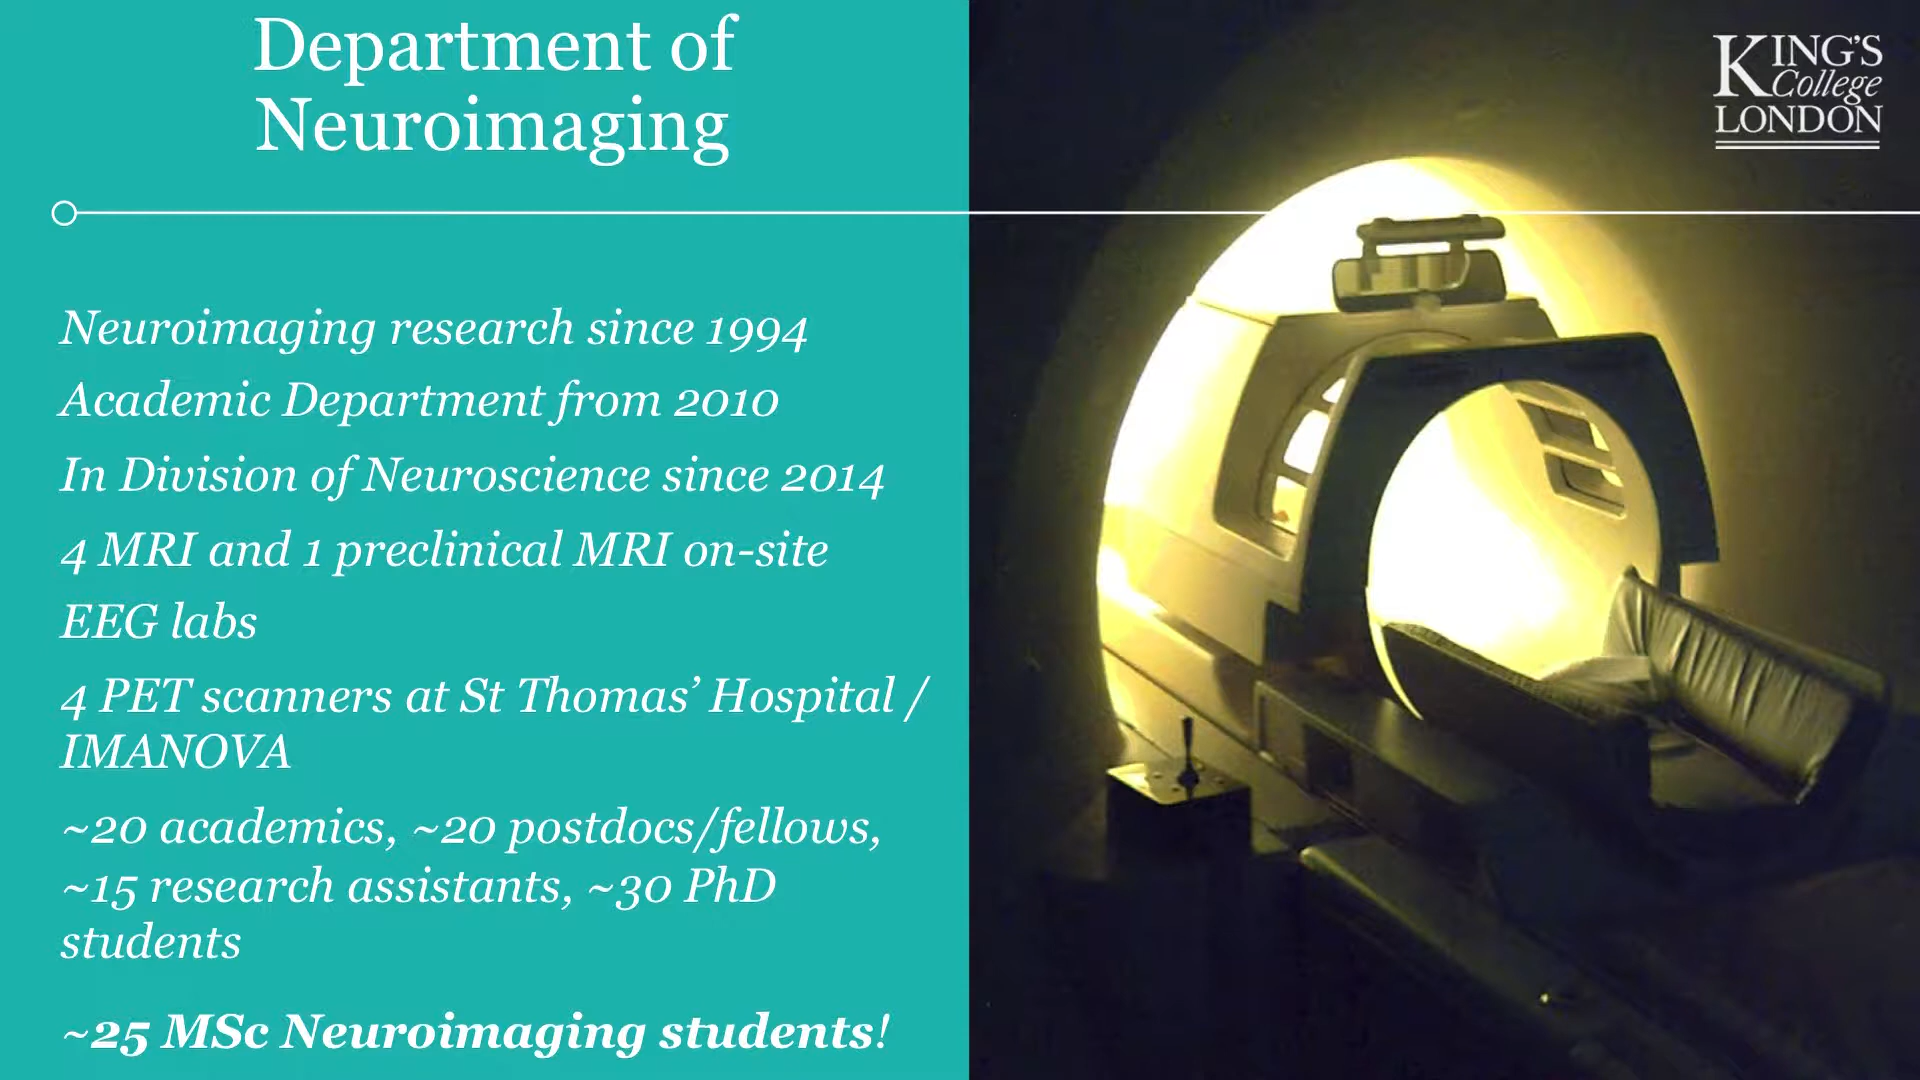 Department of
Neuroimaging
KING'S
College
LONDON
Neuroimaging research since 1994
Academic Department from 2010
In Division of Neuroscience since 2014
4 MRI and 1 preclinical MRI on-site
EEG labs
4 PET scanners at St Thomas’ Hospital /
IMANOVA
~20 academics, ~20 postdocs/fellows,
~15 research assistants, ~30 PhD
students
~25 MSc Neuroimaging students!